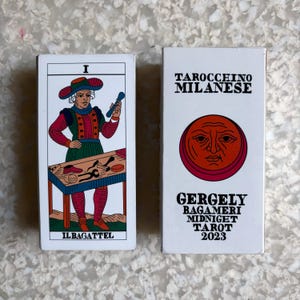 I
IL BAGATTEL
TAROCCHINO
MILANESE
GERGELY
BAGAMERI
MIDNIGET
TAROT
2023